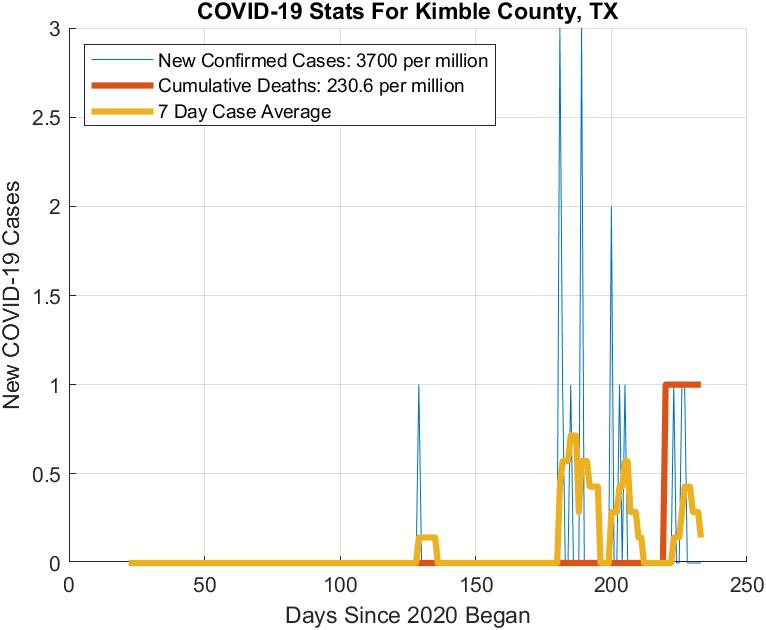 COVID-19 Stats For Kimble County, TX
New Confirmed Cases: 3700 per million
Cumulative Deaths: 230.6 per million
7 Day Case Average
New COVID-19 Cases
3
2.5
2
1.5
1
0.5
0
0 50 100 150 200 250
Days Since 2020 Began